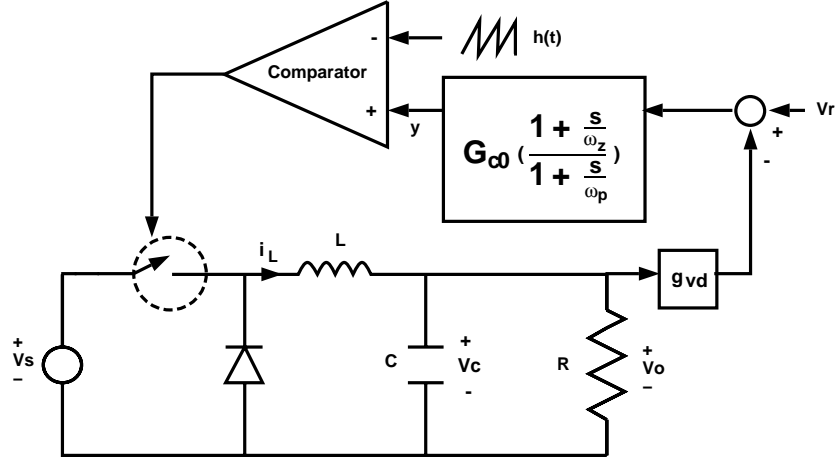 - h(t)
Comparator
+ y
G_c0 ( (1 + s/ω_z) / (1 + s/ω_p) )
+ Vr
-
i_L L
g_vd
+ Vs –
C + Vc -
R + Vo –